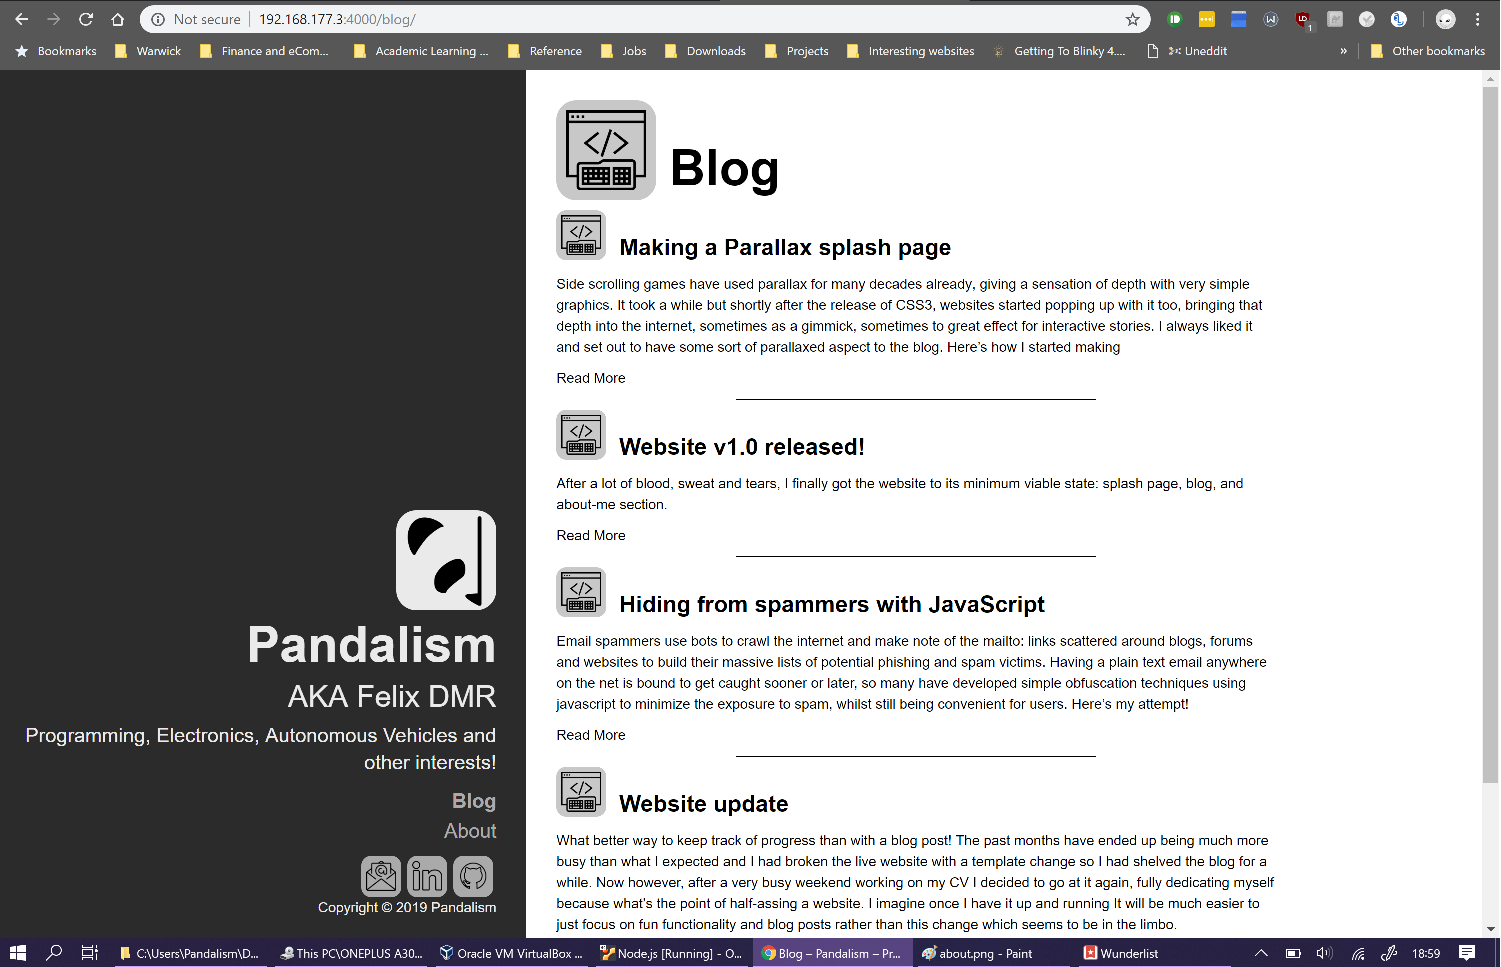 Not secure | 192.168.177.3:4000/blog/
1
Bookmarks Warwick Finance and eCom... Academic Learning ... Reference Jobs Downloads Projects Interesting websites Getting To Blinky 4.... Uneddit » Other bookmarks
</>
Blog
</>
Making a Parallax splash page
Side scrolling games have used parallax for many decades already, giving a sensation of depth with very simple
graphics. It took a while but shortly after the release of CSS3, websites started popping up with it too, bringing that
depth into the internet, sometimes as a gimmick, sometimes to great effect for interactive stories. I always liked it
and set out to have some sort of parallaxed aspect to the blog. Here's how I started making
Read More
</>
Website v1.0 released!
After a lot of blood, sweat and tears, I finally got the website to its minimum viable state: splash page, blog, and
about-me section.
Read More
</>
Hiding from spammers with JavaScript
Email spammers use bots to crawl the internet and make note of the mailto: links scattered around blogs, forums
and websites to build their massive lists of potential phishing and spam victims. Having a plain text email anywhere
on the net is bound to get caught sooner or later, so many have developed simple obfuscation techniques using
javascript to minimize the exposure to spam, whilst still being convenient for users. Here's my attempt!
Read More
</>
Website update
What better way to keep track of progress than with a blog post! The past months have ended up being much more
busy than what I expected and I had broken the live website with a template change so I had shelved the blog for a
while. Now however, after a very busy weekend working on my CV I decided to go at it again, fully dedicating myself
because what's the point of half-assing a website. I imagine once I have it up and running It will be much easier to
just focus on fun functionality and blog posts rather than this change which seems to be in the limbo.
Pandalism
AKA Felix DMR
Programming, Electronics, Autonomous Vehicles and
other interests!
Blog
About
in
Copyright © 2019 Pandalism
C:\Users\Pandalism\D... This PC\ONEPLUS A30... Oracle VM VirtualBox ... Node.js [Running] - O... Blog – Pandalism – Pr... about.png - Paint Wunderlist 18:59